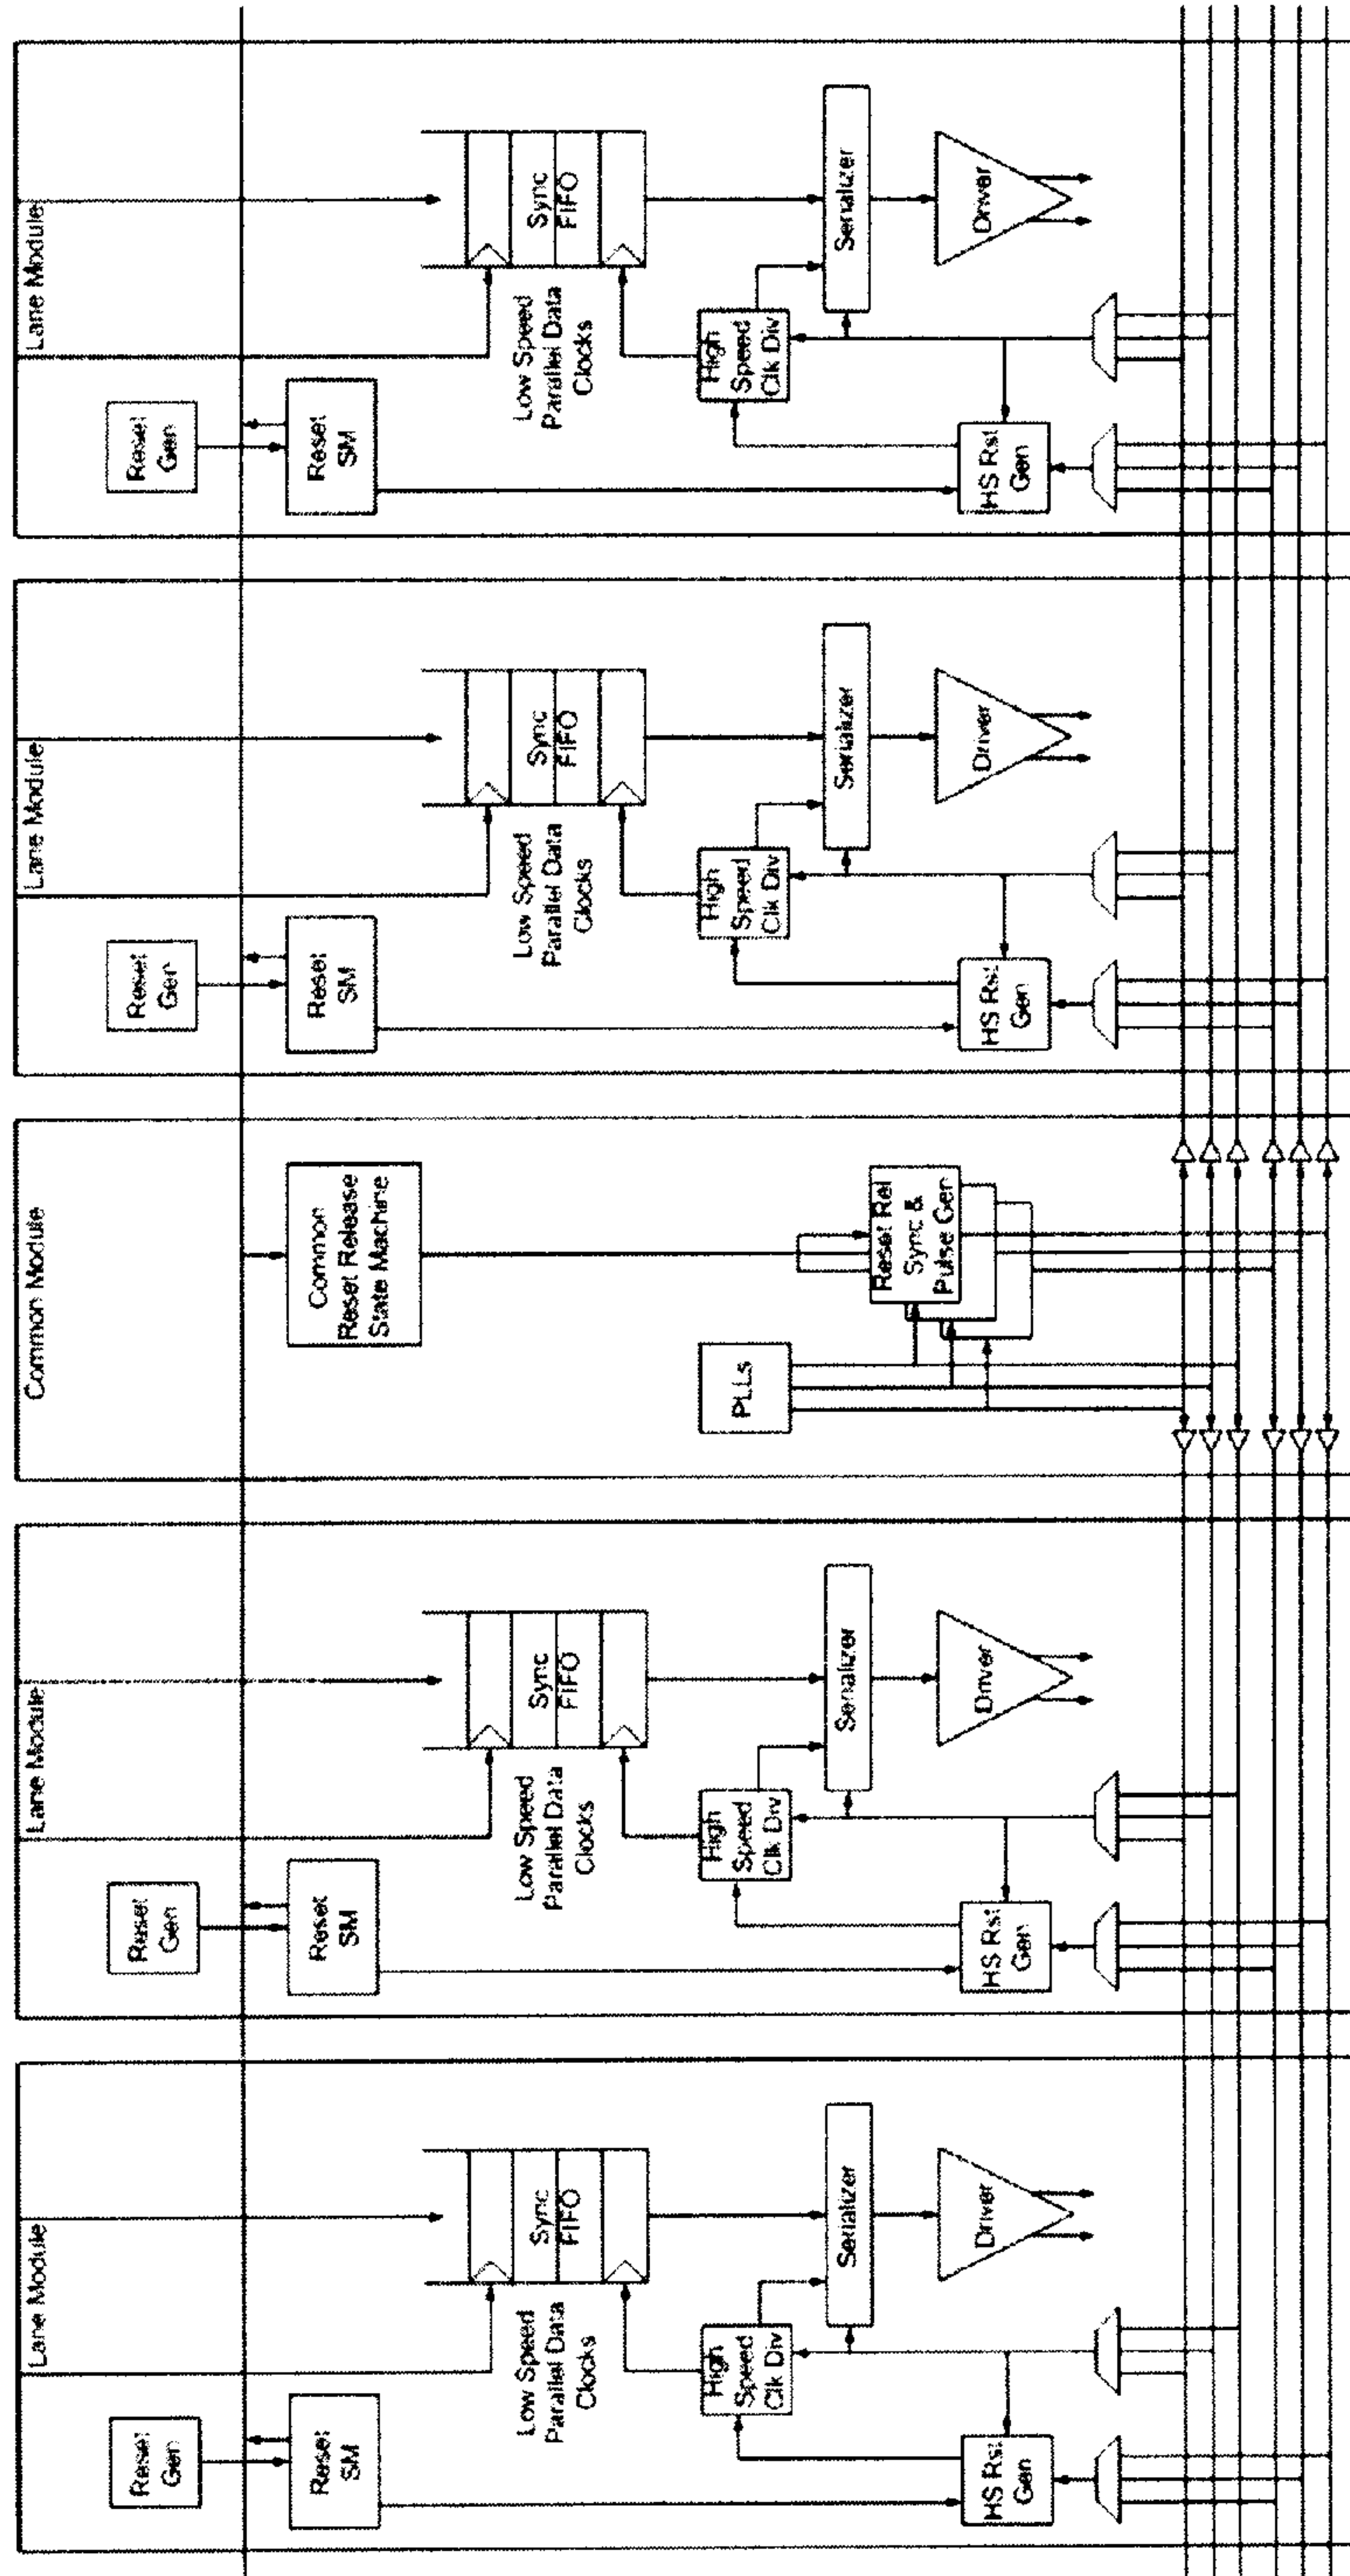 Lane Module
Reset
Gen
Reset
SM
Sync
FIFO
Low Speed
Parallel Data
Clocks
High
Speed
Clk Div
Serializer
HS Rst
Gen
Driver
Lane Module
Reset
Gen
Reset
SM
Sync
FIFO
Low Speed
Parallel Data
Clocks
High
Speed
Clk Div
Serializer
HS Rst
Gen
Driver
Common Module
Common
Reset Release
State Machine
PLLs
Reset Rel
Sync &
Pulse Gen
Lane Module
Reset
Gen
Reset
SM
Sync
FIFO
Low Speed
Parallel Data
Clocks
High
Speed
Clk Div
Serializer
HS Rst
Gen
Driver
Lane Module
Reset
Gen
Reset
SM
Sync
FIFO
Low Speed
Parallel Data
Clocks
High
Speed
Clk Div
Serializer
HS Rst
Gen
Driver